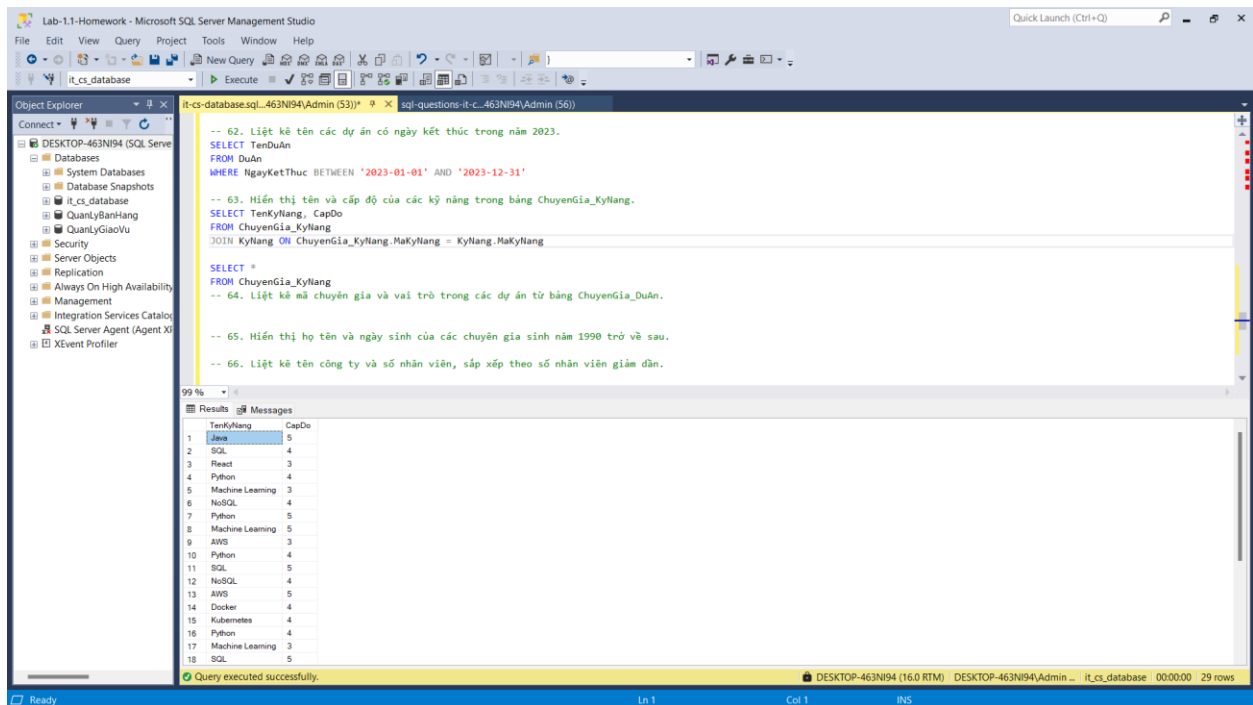 Lab-1.1-Homework - Microsoft SQL Server Management Studio
Quick Launch (Ctrl+Q)
File Edit View Query Project Tools Window Help
New Query
it_cs_database
Execute
Object Explorer
it-cs-database.sql...463NI94\Admin (53))*
sql-questions-it-c...463NI94\Admin (56))
Connect
DESKTOP-463NI94 (SQL Serve
Databases
System Databases
Database Snapshots
it_cs_database
QuanLyBanHang
QuanLyGiaoVu
Security
Server Objects
Replication
Always On High Availability
Management
Integration Services Catalog
SQL Server Agent (Agent XP
XEvent Profiler
-- 62. Liệt kê tên các dự án có ngày kết thúc trong năm 2023.
SELECT TenDuAn
FROM DuAn
WHERE NgayKetThuc BETWEEN '2023-01-01' AND '2023-12-31'
-- 63. Hiển thị tên và cấp độ của các kỹ năng trong bảng ChuyenGia_KyNang.
SELECT TenKyNang, CapDo
FROM ChuyenGia_KyNang
JOIN KyNang ON ChuyenGia_KyNang.MaKyNang = KyNang.MaKyNang
SELECT *
FROM ChuyenGia_KyNang
-- 64. Liệt kê mã chuyên gia và vai trò trong các dự án từ bảng ChuyenGia_DuAn.
-- 65. Hiển thị họ tên và ngày sinh của các chuyên gia sinh năm 1990 trở về sau.
-- 66. Liệt kê tên công ty và số nhân viên, sắp xếp theo số nhân viên giảm dần.
99 %
Results Messages
TenKyNang CapDo
1 Java 5
2 SQL 4
3 React 3
4 Python 4
5 Machine Learning 3
6 NoSQL 4
7 Python 5
8 Machine Learning 5
9 AWS 3
10 Python 4
11 SQL 5
12 NoSQL 4
13 AWS 5
14 Docker 4
15 Kubernetes 4
16 Python 4
17 Machine Learning 3
18 SQL 5
Query executed successfully.
DESKTOP-463NI94 (16.0 RTM) DESKTOP-463NI94\Admin ... it_cs_database 00:00:00 29 rows
Ready Ln 1 Col 1 INS